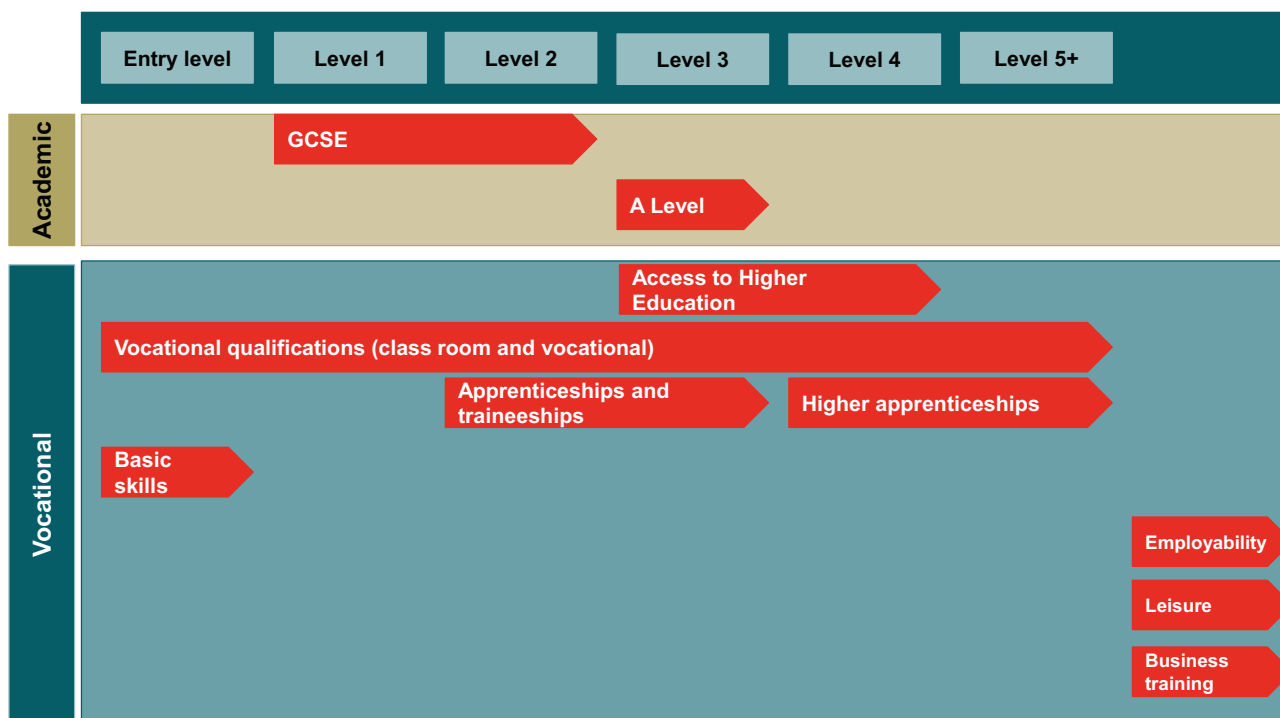 Entry level
Level 1
Level 2
Level 3
Level 4
Level 5+
Academic
GCSE
A Level
Vocational
Access to Higher
Education
Vocational qualifications (class room and vocational)
Apprenticeships and
traineeships
Higher apprenticeships
Basic
skills
Employability
Leisure
Business
training